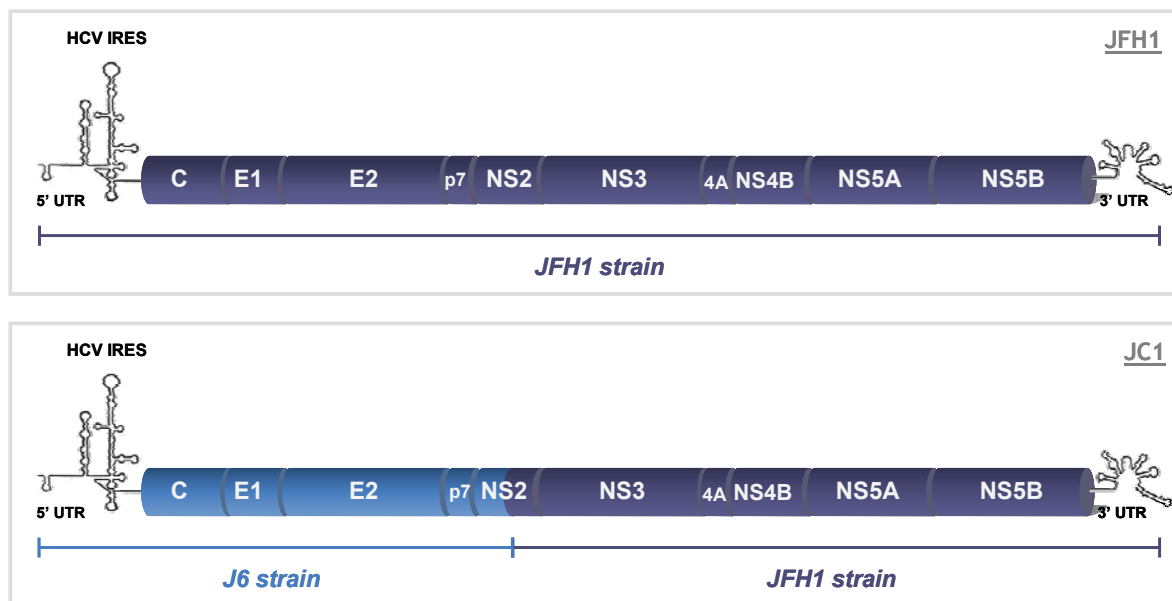 HCV IRES
JFH1
C E1 E2 p7 NS2 NS3 4A NS4B NS5A NS5B
5’ UTR
3’ UTR
JFH1 strain
HCV IRES
JC1
C E1 E2 p7 NS2 NS3 4A NS4B NS5A NS5B
5’ UTR
3’ UTR
J6 strain
JFH1 strain